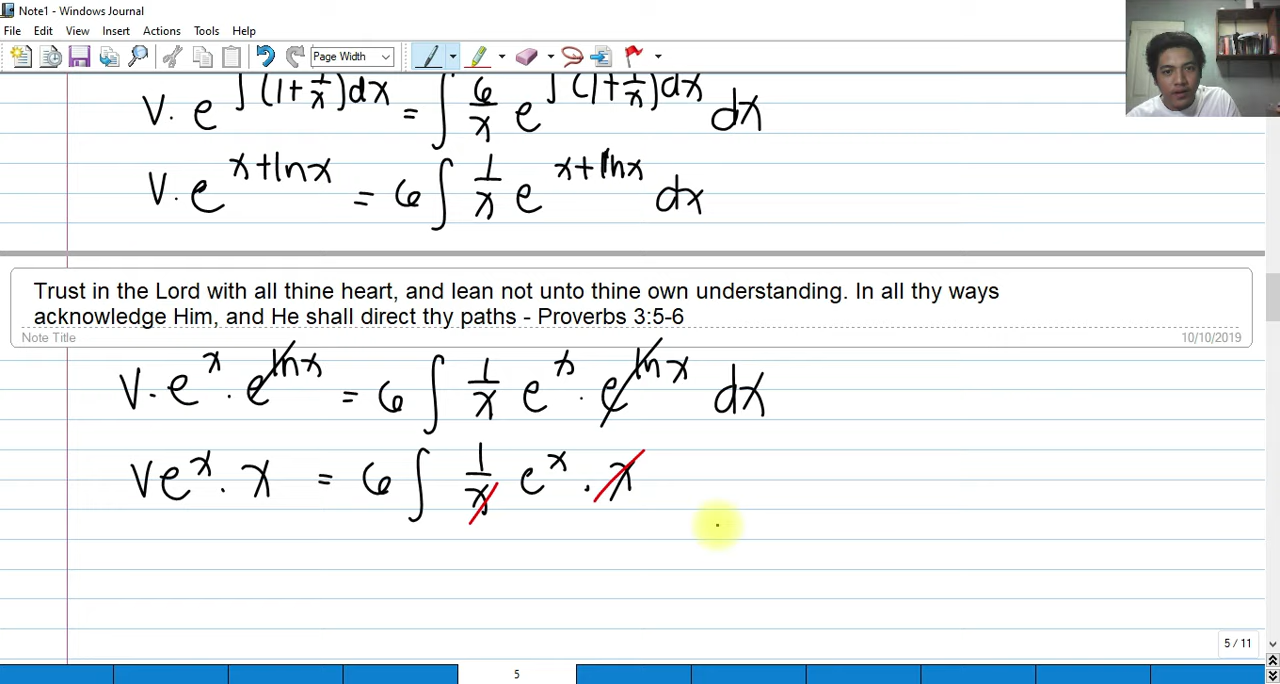 Note1 - Windows Journal
File Edit View Insert Actions Tools Help
Page Width
V. e^{∫(1+1/x)dx} = ∫ 6/x e^{∫(1+1/x)dx} dx
V. e^{x+lnx} = 6 ∫ 1/x e^{x+lnx} dx
Trust in the Lord with all thine heart, and lean not unto thine own understanding. In all thy ways
acknowledge Him, and He shall direct thy paths - Proverbs 3:5-6
Note Title 10/10/2019
V. e^x . e^{lnx} = 6 ∫ 1/x e^x . e^{lnx} dx
Ve^x . x = 6 ∫ 1/x e^x . x
5 / 11
5